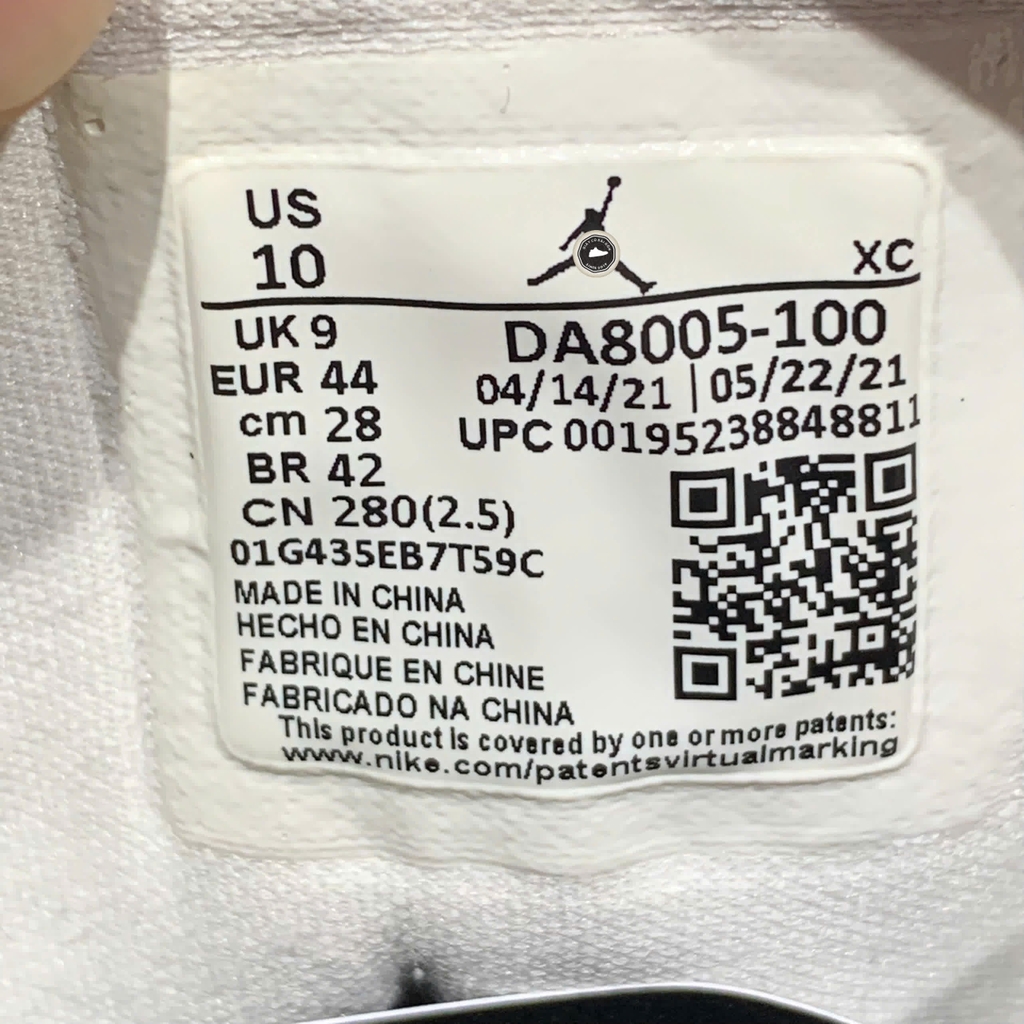 US
10
XC
UK 9
DA8005-100
EUR 44
04/14/21 | 05/22/21
cm 28
UPC 00195238848811
BR 42
CN 280(2.5)
01G435EB7T59C
MADE IN CHINA
HECHO EN CHINA
FABRIQUE EN CHINE
FABRICADO NA CHINA
This product is covered by one or more patents:
www.nike.com/patentsvirtualmarking